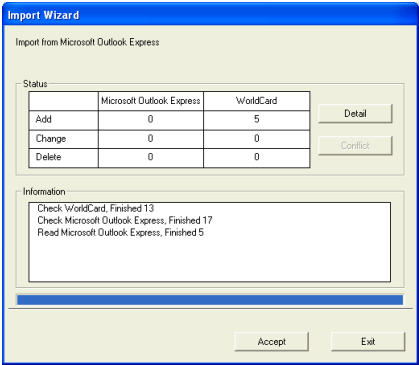 Import Wizard
Import from Microsoft Outlook Express
Status
Microsoft Outlook Express WorldCard
Add 0 5
Detail
Change 0 0
Conflict
Delete 0 0
Information
Check WorldCard, Finished 13
Check Microsoft Outlook Express, Finished 17
Read Microsoft Outlook Express, Finished 5
Accept Exit